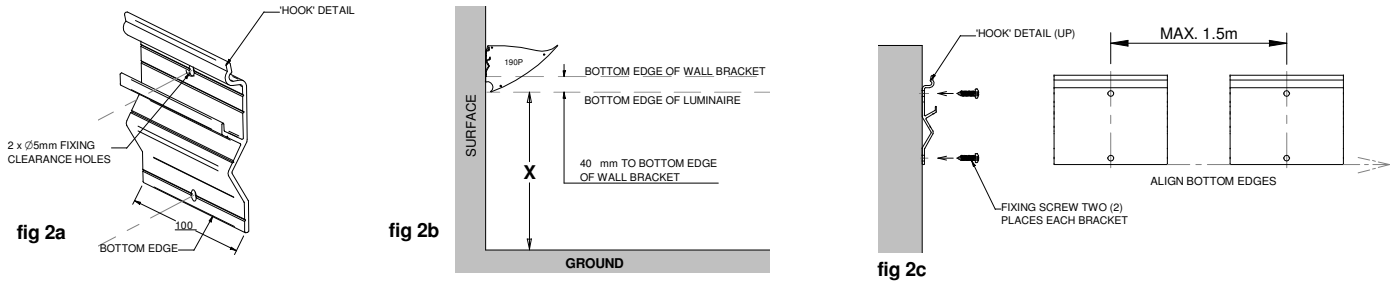 'HOOK' DETAIL
2 x Ø5mm FIXING
CLEARANCE HOLES
100
BOTTOM EDGE
fig 2a
SURFACE
190P
BOTTOM EDGE OF WALL BRACKET
BOTTOM EDGE OF LUMINAIRE
X
40 mm TO BOTTOM EDGE
OF WALL BRACKET
GROUND
fig 2b
'HOOK' DETAIL (UP)
MAX. 1.5m
ALIGN BOTTOM EDGES
FIXING SCREW TWO (2)
PLACES EACH BRACKET
fig 2c